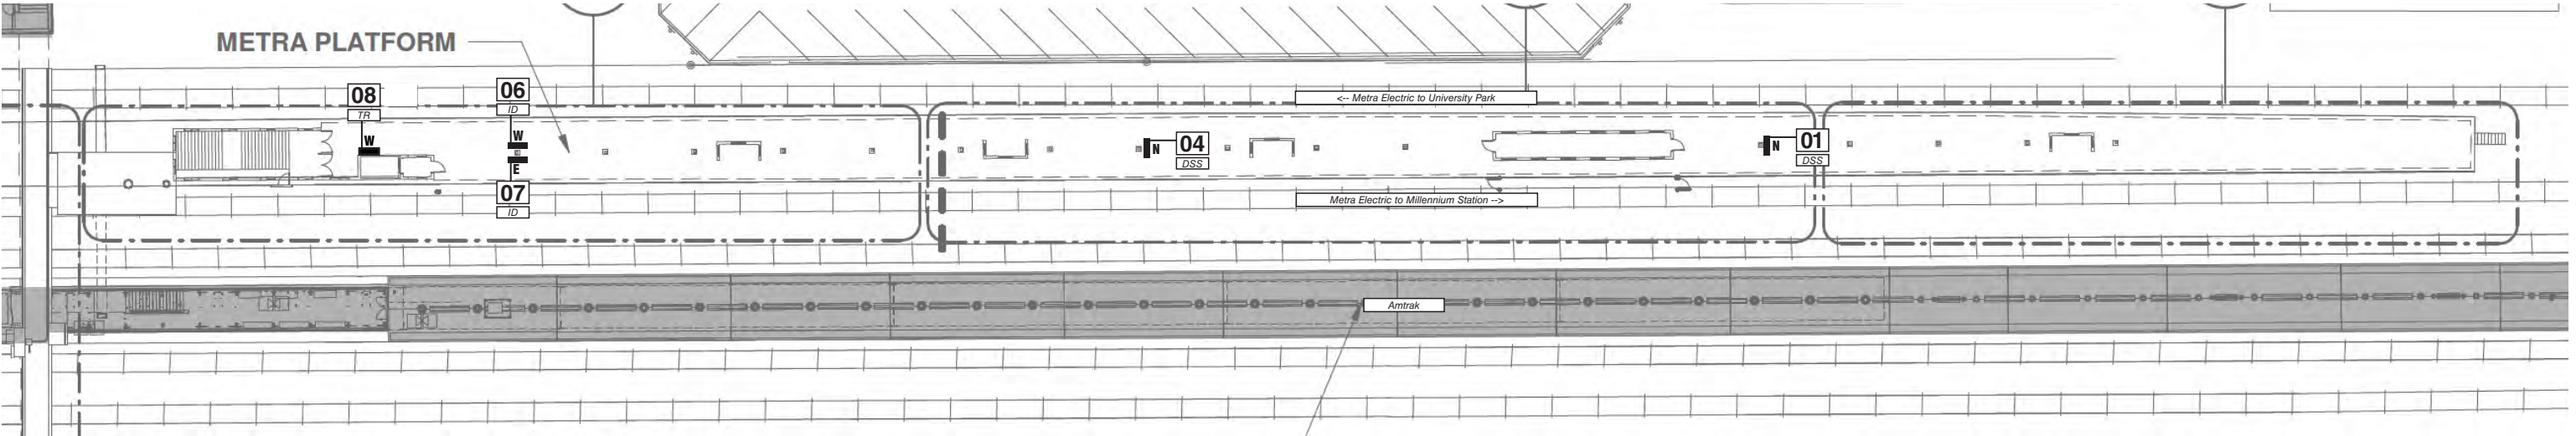 METRA PLATFORM
08
TR
W
06
ID
W
E
07
ID
<-- Metra Electric to University Park
N
04
DSS
N
01
DSS
Metra Electric to Millennium Station -->
Amtrak